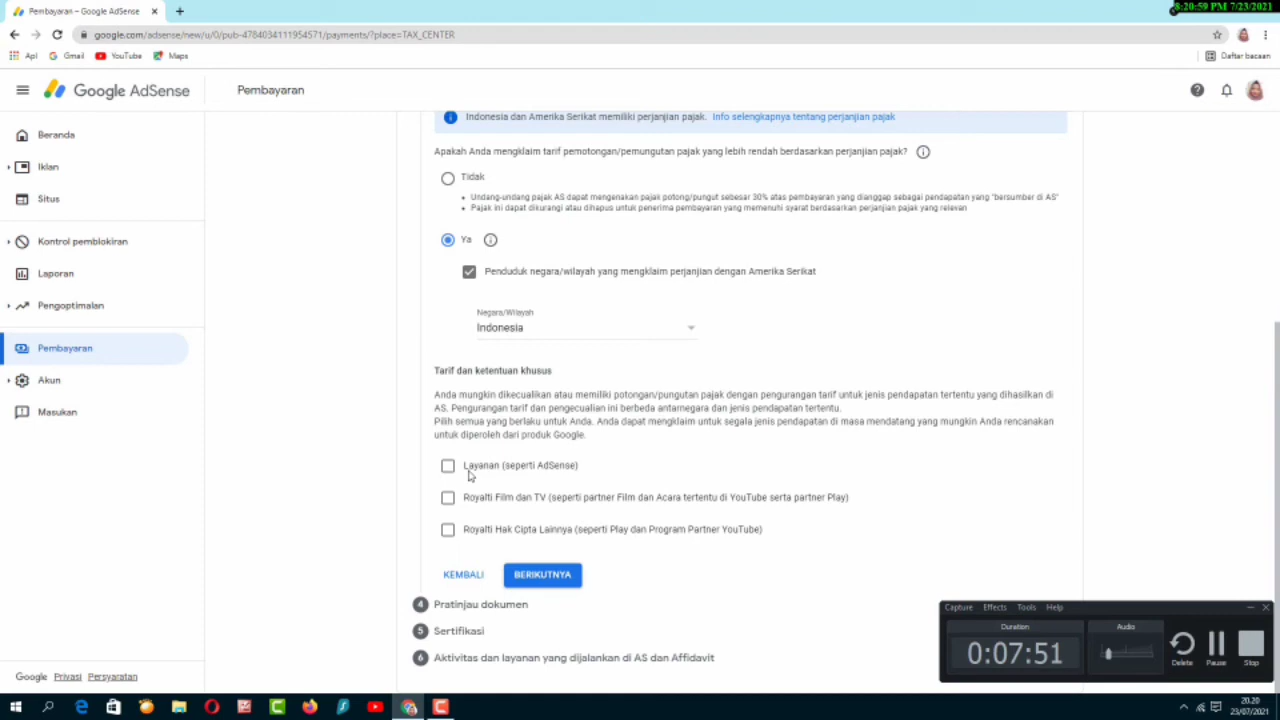 Pembayaran – Google AdSense
8:20:59 PM 7/23/2021
google.com/adsense/new/u/0/pub-4784034111954571/payments/?place=TAX_CENTER
Apl
Gmail
YouTube
Maps
Daftar bacaan
Google AdSense
Pembayaran
Beranda
Iklan
Situs
Kontrol pemblokiran
Laporan
Pengoptimalan
Pembayaran
Akun
Masukan
Google Privasi Persyaratan
Indonesia dan Amerika Serikat memiliki perjanjian pajak. Info selengkapnya tentang perjanjian pajak
Apakah Anda mengklaim tarif pemotongan/pemungutan pajak yang lebih rendah berdasarkan perjanjian pajak?
Tidak
Undang-undang pajak AS dapat mengenakan pajak potong/pungut sebesar 30% atas pembayaran yang dianggap sebagai pendapatan yang "bersumber di AS"
Pajak ini dapat dikurangi atau dihapus untuk penerima pembayaran yang memenuhi syarat berdasarkan perjanjian pajak yang relevan
Ya
Penduduk negara/wilayah yang mengklaim perjanjian dengan Amerika Serikat
Negara/Wilayah
Indonesia
Tarif dan ketentuan khusus
Anda mungkin dikecualikan atau memiliki potongan/pungutan pajak dengan pengurangan tarif untuk jenis pendapatan tertentu yang dihasilkan di
AS. Pengurangan tarif dan pengecualian ini berbeda antarnegara dan jenis pendapatan tertentu.
Pilih semua yang berlaku untuk Anda. Anda dapat mengklaim untuk segala jenis pendapatan di masa mendatang yang mungkin Anda rencanakan
untuk diperoleh dari produk Google.
Layanan (seperti AdSense)
Royalti Film dan TV (seperti partner Film dan Acara tertentu di YouTube serta partner Play)
Royalti Hak Cipta Lainnya (seperti Play dan Program Partner YouTube)
KEMBALI
BERIKUTNYA
4 Pratinjau dokumen
5 Sertifikasi
6 Aktivitas dan layanan yang dijalankan di AS dan Affidavit
Capture Effects Tools Help
Duration
0:07:51
Audio
Delete
Pause
Stop
20.20
23/07/2021